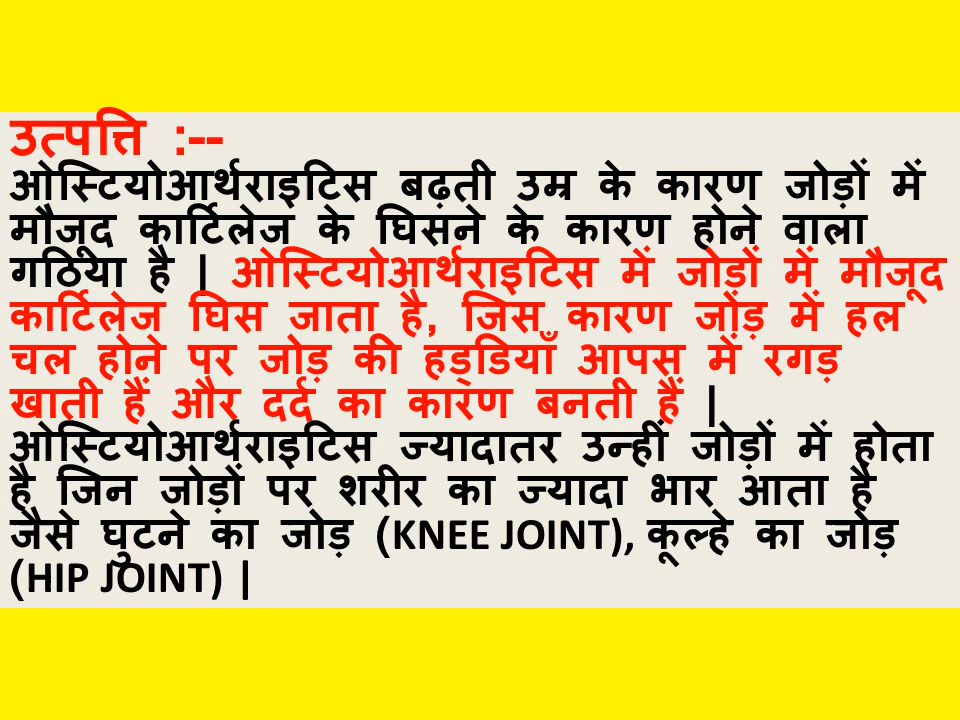 उत्पत्ति :--
ओस्टियोआर्थराइटिस बढ़ती उम्र के कारण जोड़ों में
मौजूद कार्टिलेज के घिसने के कारण होने वाला
गठिया है | ओस्टियोआर्थराइटिस में जोड़ों में मौजूद
कार्टिलेज घिस जाता है, जिस कारण जोड़ में हल
चल होने पर जोड़ की हड्डियाँ आपस में रगड़
खाती हैं और दर्द का कारण बनती हैं |
ओस्टियोआर्थराइटिस ज्यादातर उन्हीं जोड़ों में होता
है जिन जोड़ों पर शरीर का ज्यादा भार आता है
जैसे घुटने का जोड़ (KNEE JOINT), कूल्हे का जोड़
(HIP JOINT) |